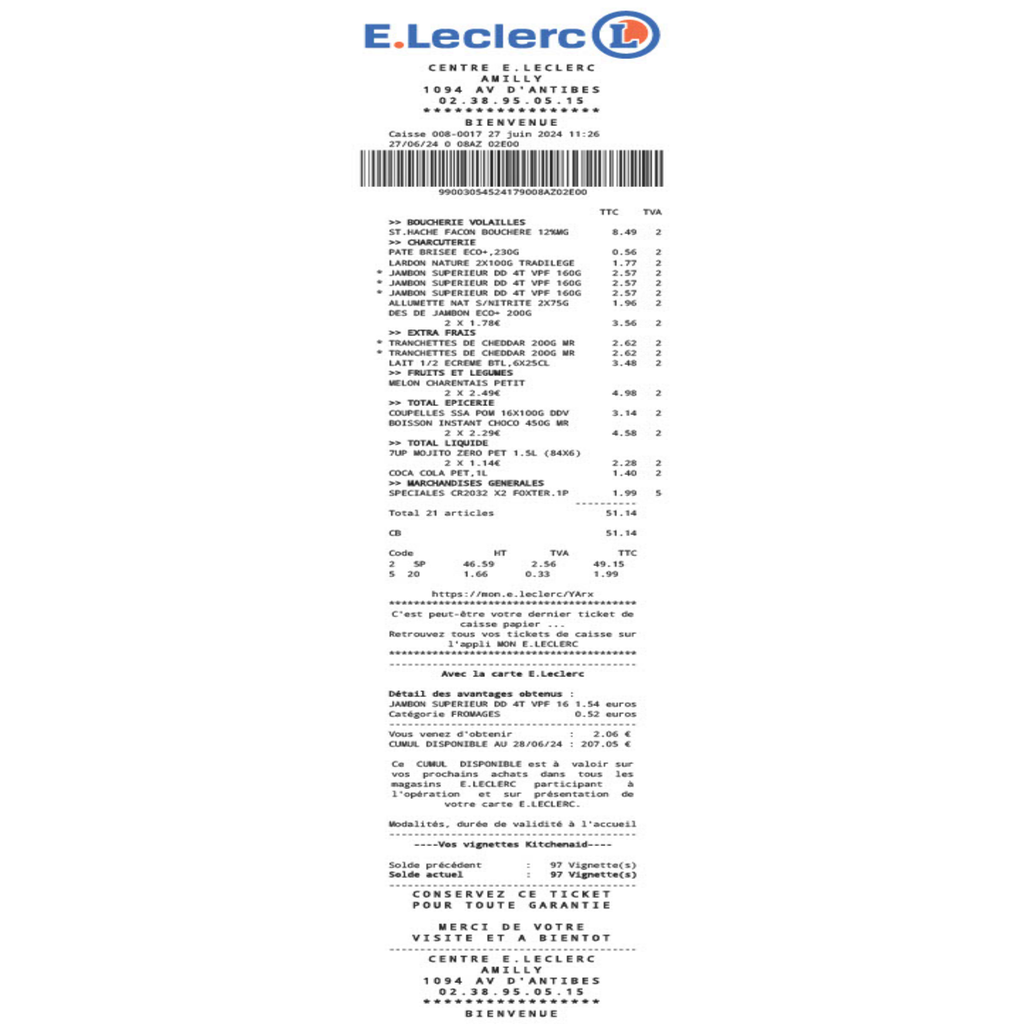 E.Leclerc L
CENTRE E.LECLERC
AMILLY
1094 AV D'ANTIBES
02.38.95.05.15
*****************
BIENVENUE
Caisse 008-0017 27 juin 2024 11:26
27/06/24 0 08AZ 02E00
99003054524179008AZ02E00
TTC TVA
>> BOUCHERIE VOLAILLES
ST.HACHE FACON BOUCHERE 12%MG 8.49 2
>> CHARCUTERIE
PATE BRISEE ECO+,230G 0.56 2
LARDON NATURE 2X100G TRADILEGE 1.77 2
* JAMBON SUPERIEUR DD 4T VPF 160G 2.57 2
* JAMBON SUPERIEUR DD 4T VPF 160G 2.57 2
* JAMBON SUPERIEUR DD 4T VPF 160G 2.57 2
ALLUMETTE NAT S/NITRITE 2X75G 1.96 2
DES DE JAMBON ECO+ 200G
2 X 1.78€ 3.56 2
>> EXTRA FRAIS
* TRANCHETTES DE CHEDDAR 200G MR 2.62 2
* TRANCHETTES DE CHEDDAR 200G MR 2.62 2
LAIT 1/2 ECREME BTL,6X25CL 3.48 2
>> FRUITS ET LEGUMES
MELON CHARENTAIS PETIT
2 X 2.49€ 4.98 2
>> TOTAL EPICERIE
COUPELLES SSA POM 16X100G DDV 3.14 2
BOISSON INSTANT CHOCO 450G MR
2 X 2.29€ 4.58 2
>> TOTAL LIQUIDE
7UP MOJITO ZERO PET 1.5L (84X6)
2 X 1.14€ 2.28 2
COCA COLA PET,1L 1.40 2
>> MARCHANDISES GENERALES
SPECIALES CR2032 X2 FOXTER.1P 1.99 5
----------
Total 21 articles 51.14
CB 51.14
Code HT TVA TTC
2 SP 46.59 2.56 49.15
5 20 1.66 0.33 1.99
https://mon.e.leclerc/YArx
****************************************
C'est peut-être votre dernier ticket de
caisse papier ...
Retrouvez tous vos tickets de caisse sur
l'appli MON E.LECLERC
****************************************
----------------------------------------
Avec la carte E.Leclerc
Détail des avantages obtenus :
JAMBON SUPERIEUR DD 4T VPF 16 1.54 euros
Catégorie FROMAGES 0.52 euros
----------------------------------------
Vous venez d'obtenir : 2.06 €
CUMUL DISPONIBLE AU 28/06/24 : 207.05 €
Ce CUMUL DISPONIBLE est à valoir sur
vos prochains achats dans tous les
magasins E.LECLERC participant à
l'opération et sur présentation de
votre carte E.LECLERC.
Modalités, durée de validité à l'accueil
----------------------------------------
----Vos vignettes Kitchenaid----
Solde précédent : 97 Vignette(s)
Solde actuel : 97 Vignette(s)
----------------------------------------
CONSERVEZ CE TICKET
POUR TOUTE GARANTIE
MERCI DE VOTRE
VISITE ET A BIENTOT
----------------------------------------
CENTRE E.LECLERC
AMILLY
1094 AV D'ANTIBES
02.38.95.05.15
*****************
BIENVENUE